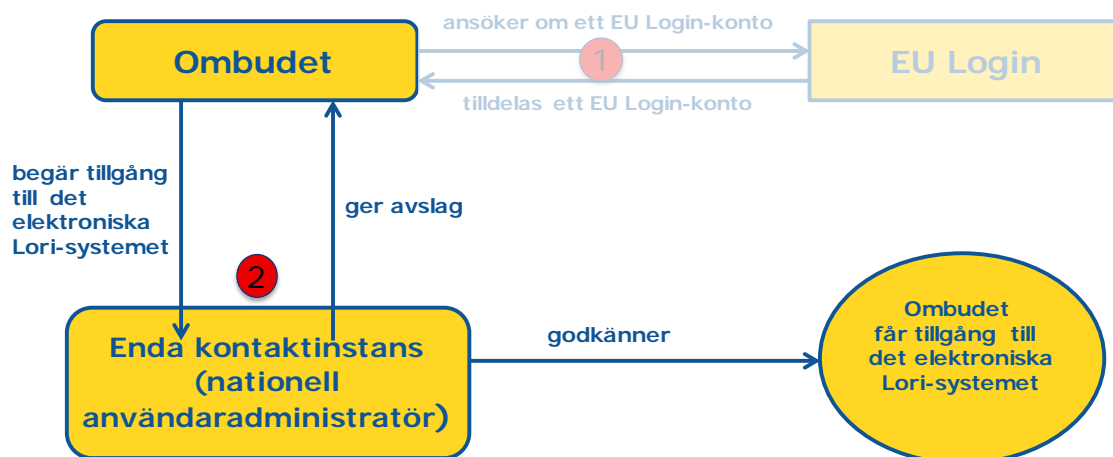 ansöker om ett EU Login-konto
Ombudet
1
EU Login
tilldelas ett EU Login-konto
begär tillgång
till det
elektroniska
Lori-systemet
ger avslag
2
Enda kontaktinstans
(nationell
användaradministratör)
godkänner
Ombudet
får tillgång till
det elektroniska
Lori-systemet